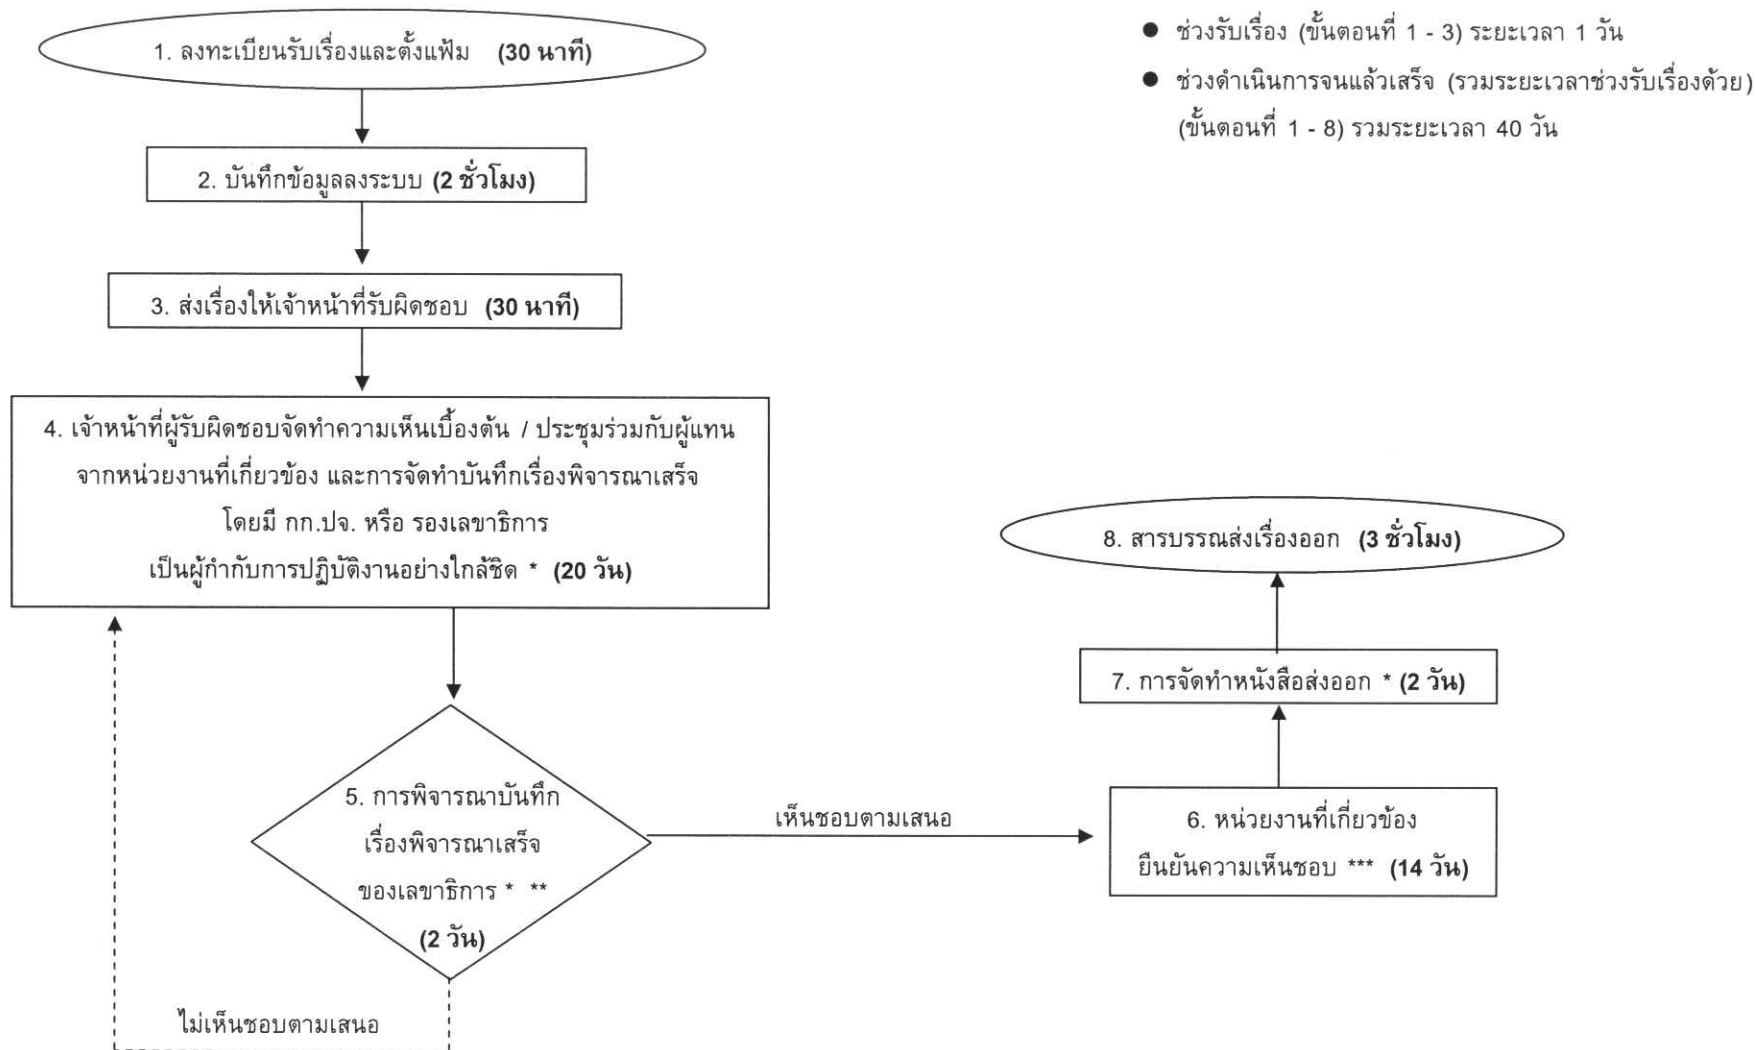 1. ลงทะเบียนรับเรื่องและตั้งแฟ้ม (30 นาที)
2. บันทึกข้อมูลลงระบบ (2 ชั่วโมง)
3. ส่งเรื่องให้เจ้าหน้าที่รับผิดชอบ (30 นาที)
4. เจ้าหน้าที่ผู้รับผิดชอบจัดทำความเห็นเบื้องต้น / ประชุมร่วมกับผู้แทน
จากหน่วยงานที่เกี่ยวข้อง และการจัดทำบันทึกเรื่องพิจารณาเสร็จ
โดยมี กก.ปจ. หรือ รองเลขาธิการ
เป็นผู้กำกับการปฏิบัติงานอย่างใกล้ชิด * (20 วัน)
5. การพิจารณาบันทึก
เรื่องพิจารณาเสร็จ
ของเลขาธิการ * **
(2 วัน)
ไม่เห็นชอบตามเสนอ
เห็นชอบตามเสนอ
6. หน่วยงานที่เกี่ยวข้อง
ยืนยันความเห็นชอบ *** (14 วัน)
7. การจัดทำหนังสือส่งออก * (2 วัน)
8. สารบรรณส่งเรื่องออก (3 ชั่วโมง)
● ช่วงรับเรื่อง (ขั้นตอนที่ 1 - 3) ระยะเวลา 1 วัน
● ช่วงดำเนินการจนแล้วเสร็จ (รวมระยะเวลาช่วงรับเรื่องด้วย)
(ขั้นตอนที่ 1 - 8) รวมระยะเวลา 40 วัน